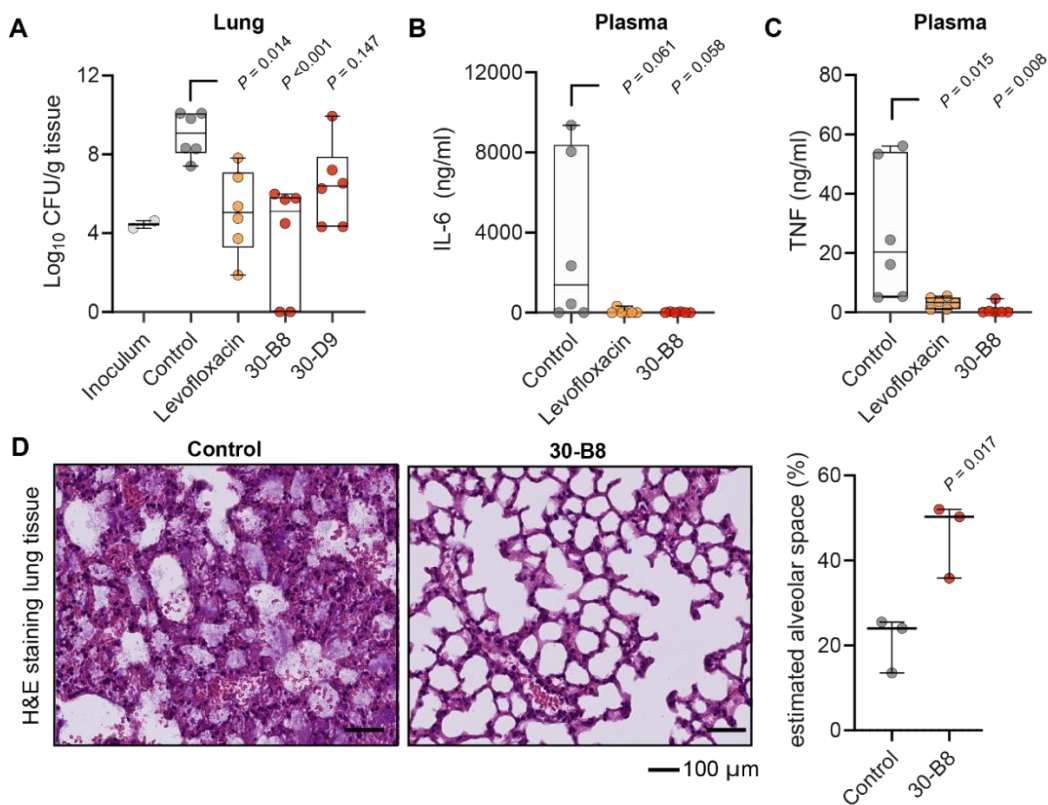 A
Lung
P = 0.014
P <0.001
P = 0.147
Log10 CFU/g tissue
12
8
4
0
Inoculum
Control
Levofloxacin
30-B8
30-D9
B
Plasma
P = 0.061
P = 0.058
IL-6 (ng/ml)
12000
8000
4000
0
Control
Levofloxacin
30-B8
C
Plasma
P = 0.015
P = 0.008
TNF (ng/ml)
80
60
40
20
0
Control
Levofloxacin
30-B8
D
H&E staining lung tissue
Control
30-B8
100 µm
P = 0.017
estimated alveolar space (%)
60
40
20
0
Control
30-B8